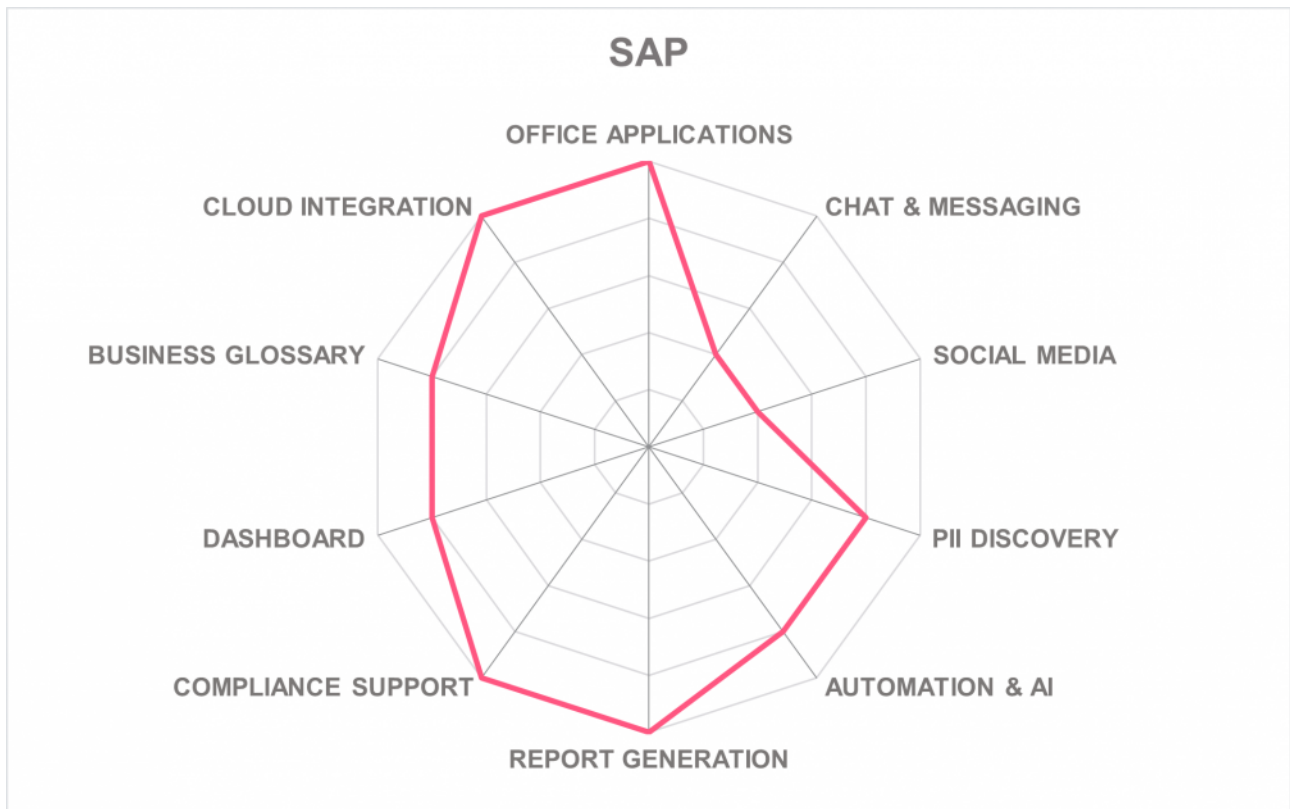 SAP
OFFICE APPLICATIONS
CLOUD INTEGRATION
CHAT & MESSAGING
BUSINESS GLOSSARY
SOCIAL MEDIA
DASHBOARD
PII DISCOVERY
COMPLIANCE SUPPORT
AUTOMATION & AI
REPORT GENERATION